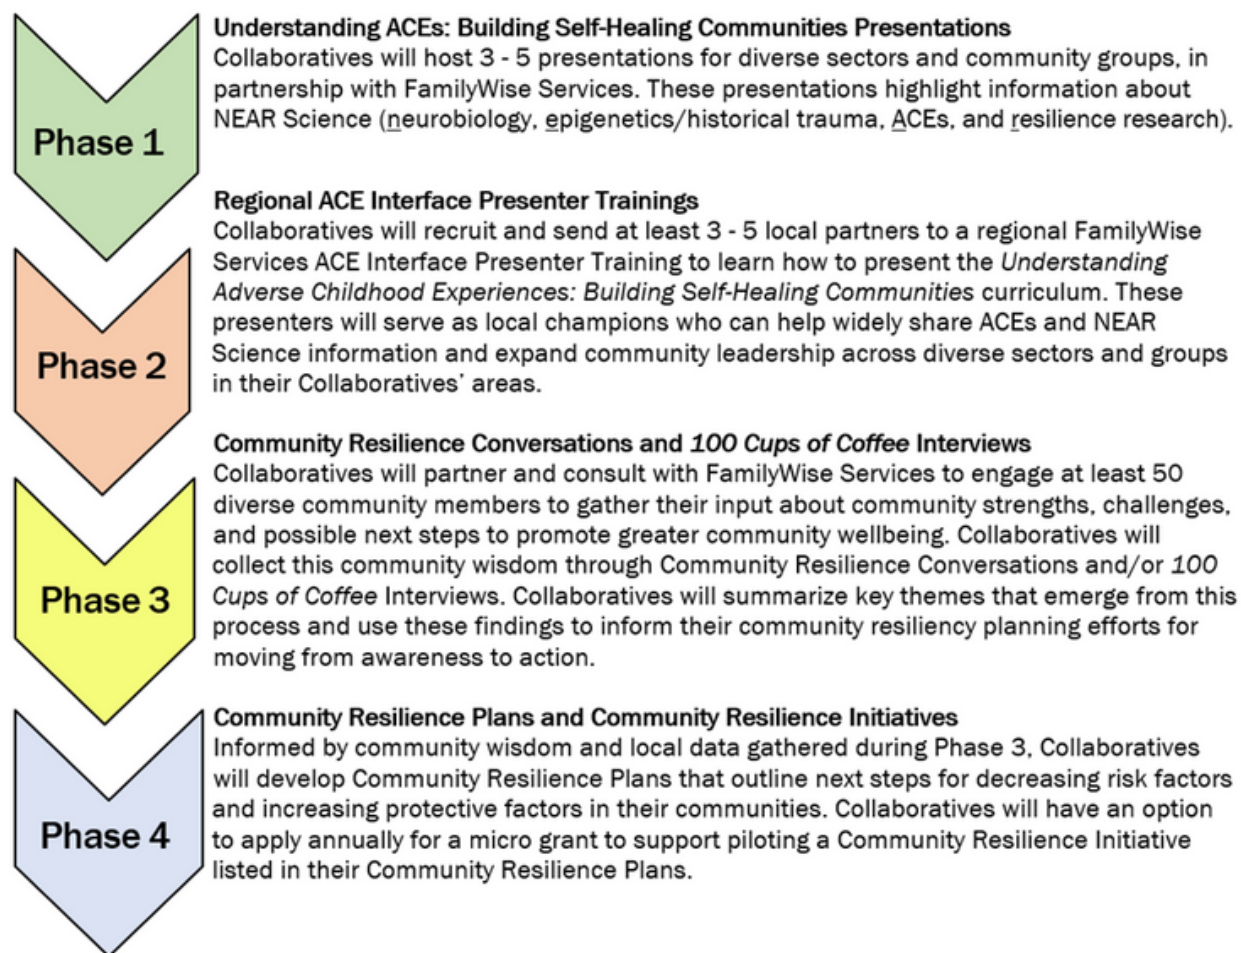 Phase 1
Understanding ACEs: Building Self-Healing Communities Presentations
Collaboratives will host 3 - 5 presentations for diverse sectors and community groups, in
partnership with FamilyWise Services. These presentations highlight information about
NEAR Science (neurobiology, epigenetics/historical trauma, ACEs, and resilience research).
Phase 2
Regional ACE Interface Presenter Trainings
Collaboratives will recruit and send at least 3 - 5 local partners to a regional FamilyWise
Services ACE Interface Presenter Training to learn how to present the Understanding
Adverse Childhood Experiences: Building Self-Healing Communities curriculum. These
presenters will serve as local champions who can help widely share ACEs and NEAR
Science information and expand community leadership across diverse sectors and groups
in their Collaboratives’ areas.
Phase 3
Community Resilience Conversations and 100 Cups of Coffee Interviews
Collaboratives will partner and consult with FamilyWise Services to engage at least 50
diverse community members to gather their input about community strengths, challenges,
and possible next steps to promote greater community wellbeing. Collaboratives will
collect this community wisdom through Community Resilience Conversations and/or 100
Cups of Coffee Interviews. Collaboratives will summarize key themes that emerge from this
process and use these findings to inform their community resiliency planning efforts for
moving from awareness to action.
Phase 4
Community Resilience Plans and Community Resilience Initiatives
Informed by community wisdom and local data gathered during Phase 3, Collaboratives
will develop Community Resilience Plans that outline next steps for decreasing risk factors
and increasing protective factors in their communities. Collaboratives will have an option
to apply annually for a micro grant to support piloting a Community Resilience Initiative
listed in their Community Resilience Plans.